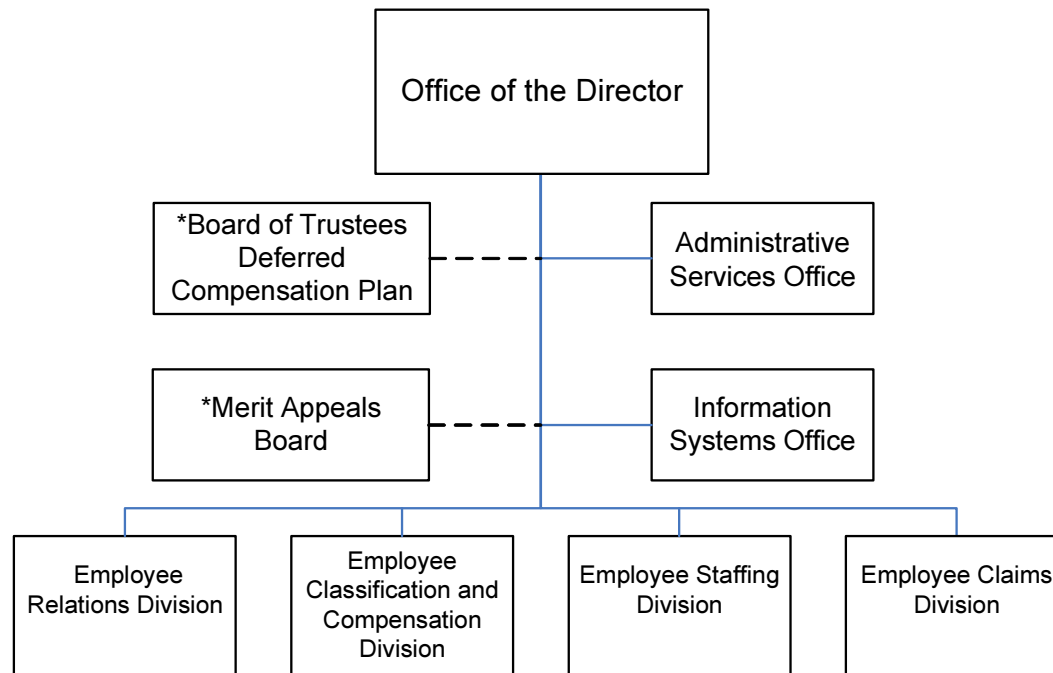 Office of the Director
*Board of Trustees
Deferred
Compensation Plan
Administrative
Services Office
*Merit Appeals
Board
Information
Systems Office
Employee
Relations Division
Employee
Classification and
Compensation
Division
Employee Staffing
Division
Employee Claims
Division